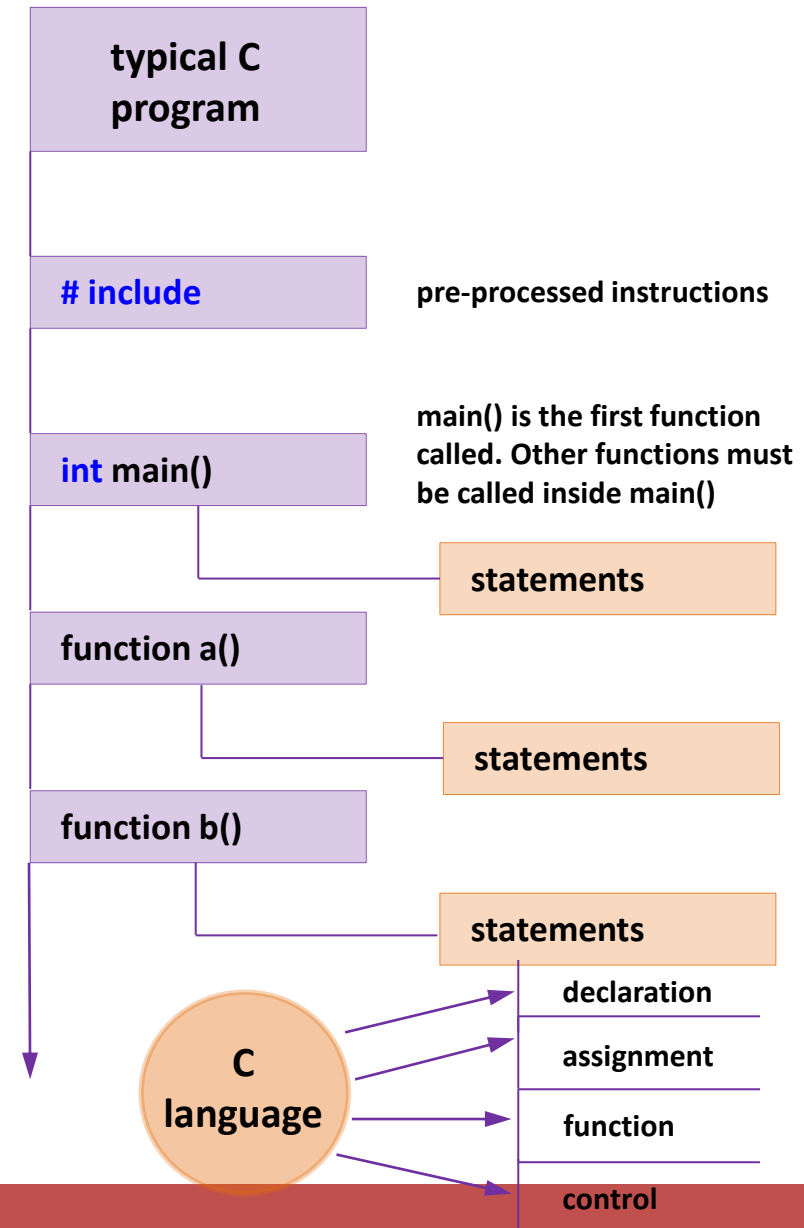 typical C
program
# include
pre-processed instructions
main() is the first function
called. Other functions must
be called inside main()
int main()
statements
function a()
statements
function b()
statements
declaration
assignment
function
control
C
language